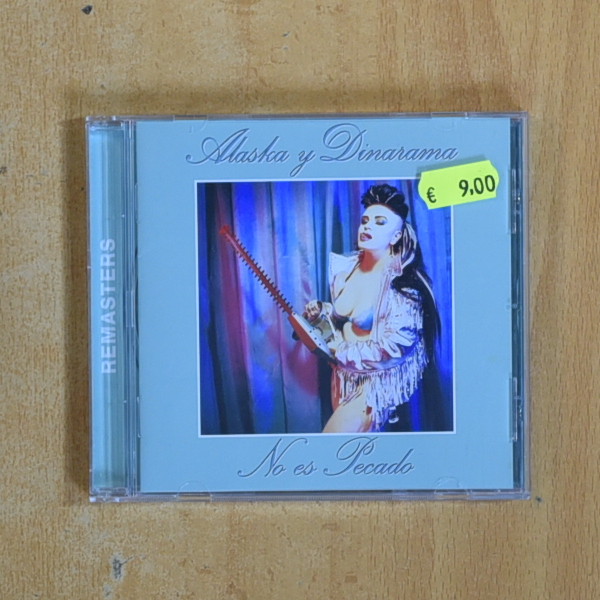 Alaska y Dinarama
€ 9,00
REMASTERS
No es Pecado